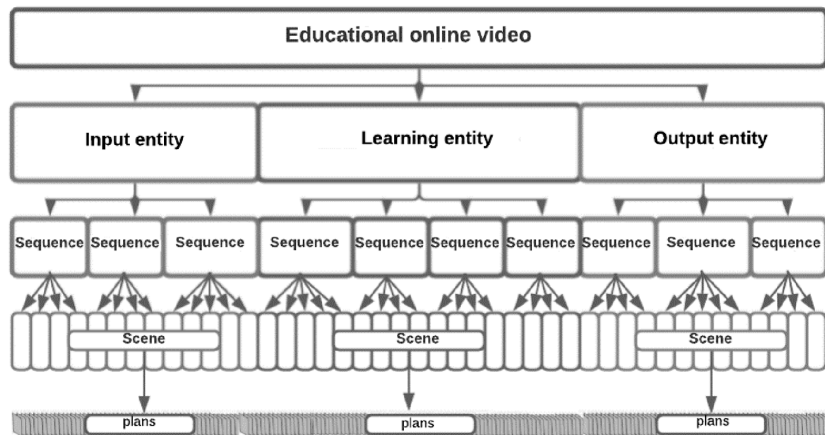 Educational online video
Input entity
Learning entity
Output entity
Sequence
Sequence
Sequence
Sequence
Sequence
Sequence
Sequence
Sequence
Sequence
Sequence
Scene
Scene
Scene
plans
plans
plans